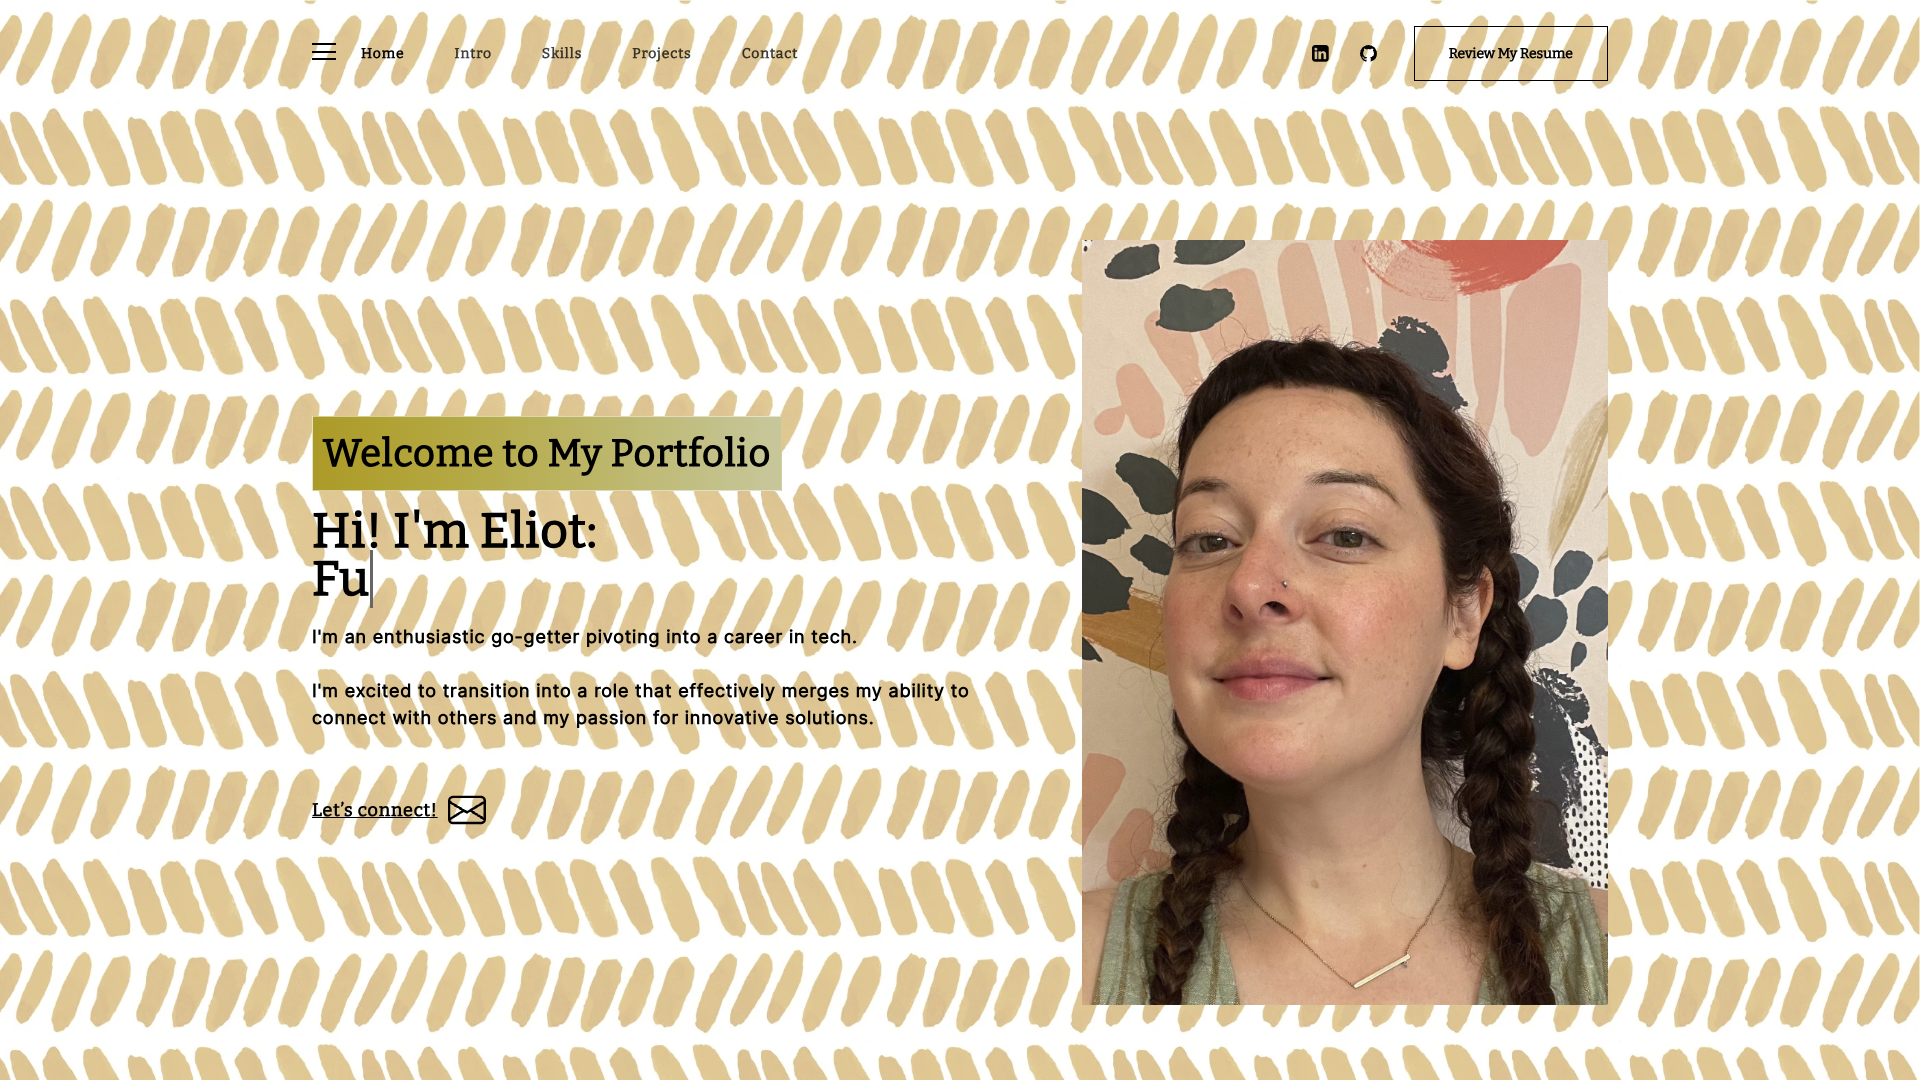 Home Intro Skills Projects Contact Review My Resume
Welcome to My Portfolio
Hi! I'm Eliot:
Fu
I'm an enthusiastic go-getter pivoting into a career in tech.
I'm excited to transition into a role that effectively merges my ability to
connect with others and my passion for innovative solutions.
Let’s connect!